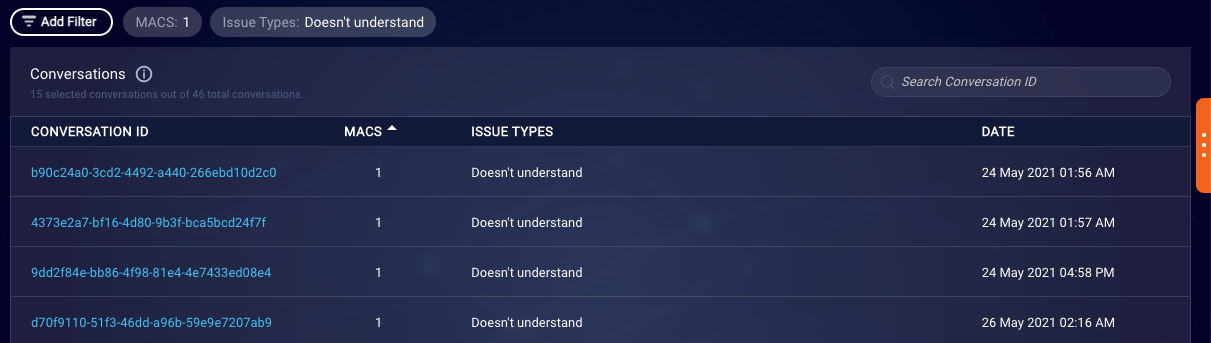 Add Filter
MACS: 1
Issue Types: Doesn't understand
Conversations
15 selected conversations out of 46 total conversations.
Search Conversation ID
CONVERSATION ID MACS ISSUE TYPES DATE
b90c24a0-3cd2-4492-a440-266ebd10d2c0 1 Doesn't understand 24 May 2021 01:56 AM
4373e2a7-bf16-4d80-9b3f-bca5bcd24f7f 1 Doesn't understand 24 May 2021 01:57 AM
9dd2f84e-bb86-4f98-81e4-4e7433ed08e4 1 Doesn't understand 24 May 2021 04:58 PM
d70f9110-51f3-46dd-a96b-59e9e7207ab9 1 Doesn't understand 26 May 2021 02:16 AM